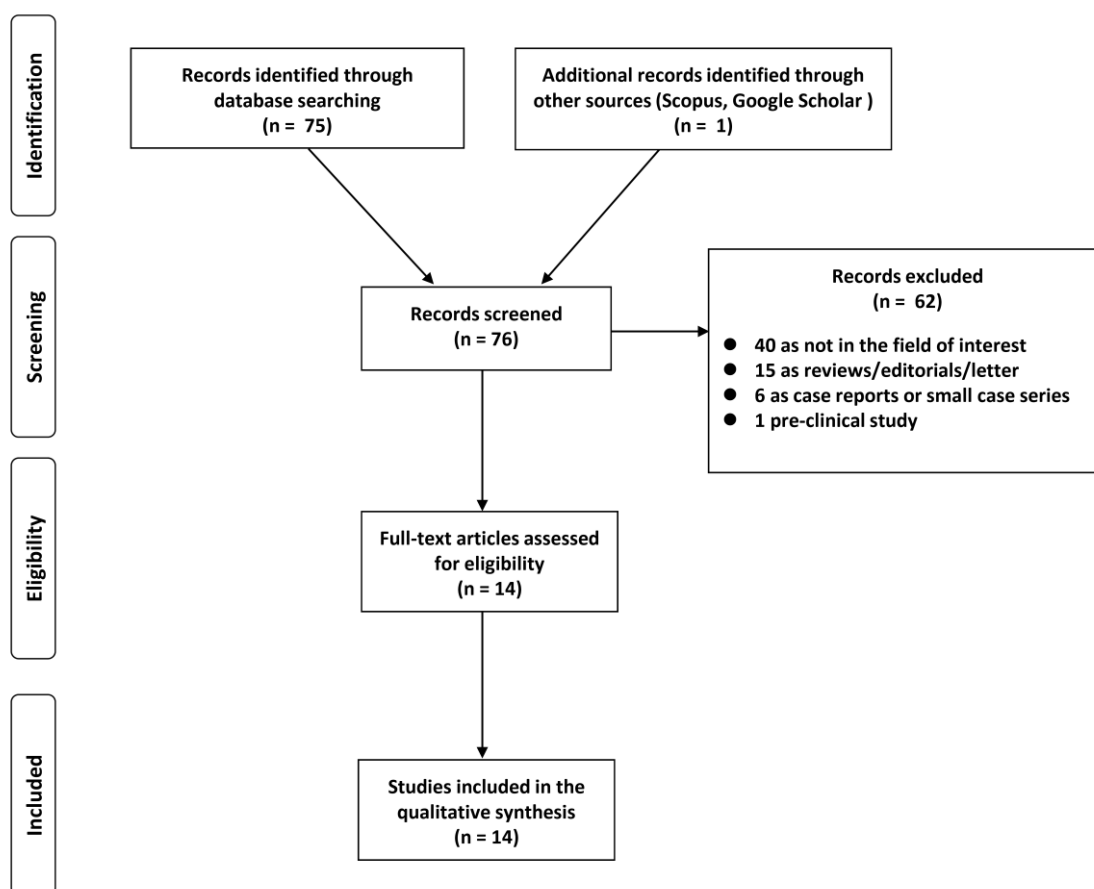 Identification
Records identified through
database searching
(n = 75)
Additional records identified through
other sources (Scopus, Google Scholar )
(n = 1)
Screening
Records screened
(n = 76)
Records excluded
(n = 62)
● 40 as not in the field of interest
● 15 as reviews/editorials/letter
● 6 as case reports or small case series
● 1 pre-clinical study
Eligibility
Full-text articles assessed
for eligibility
(n = 14)
Included
Studies included in the
qualitative synthesis
(n = 14)